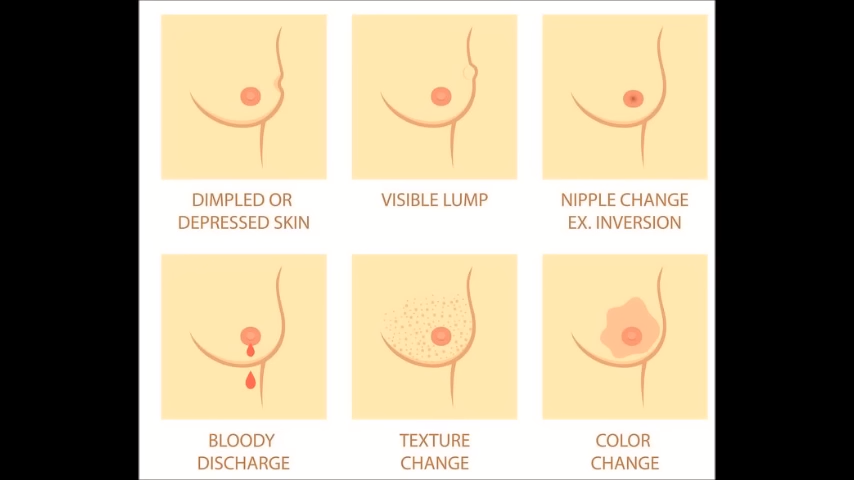 DIMPLED OR
DEPRESSED SKIN
VISIBLE LUMP
NIPPLE CHANGE
EX. INVERSION
BLOODY
DISCHARGE
TEXTURE
CHANGE
COLOR
CHANGE